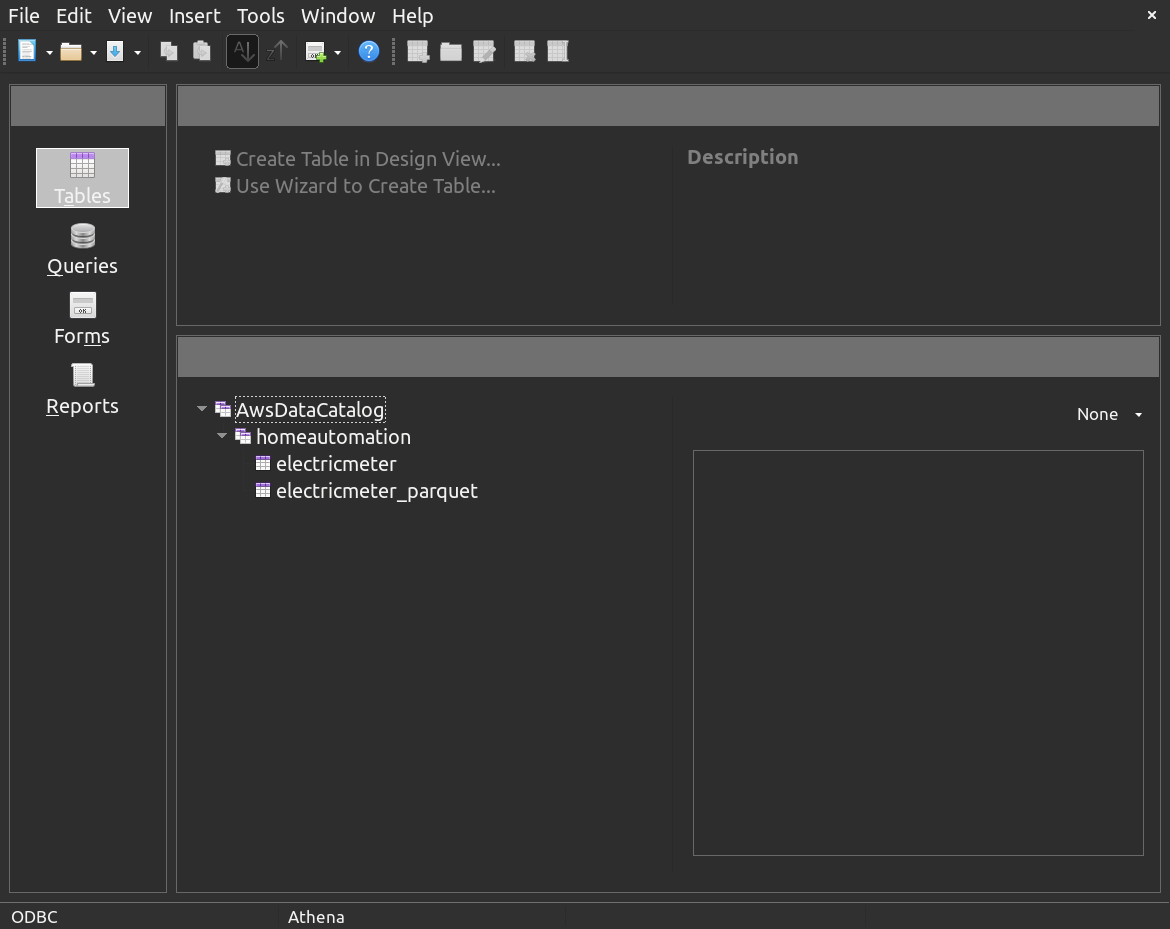 File Edit View Insert Tools Window Help
Tables
Queries
Forms
Reports
Create Table in Design View...
Use Wizard to Create Table...
Description
AwsDataCatalog
homeautomation
electricmeter
electricmeter_parquet
None
ODBC
Athena